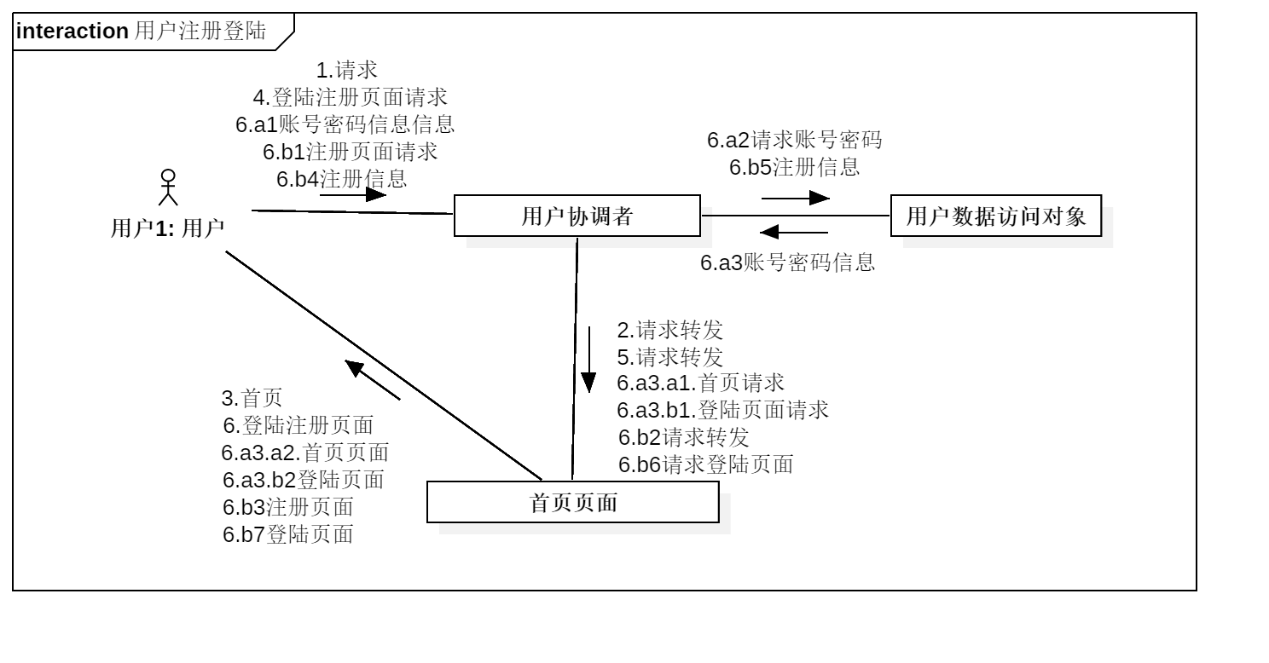 interaction 用户注册登陆
1.请求
4.登陆注册页面请求
6.a1账号密码信息信息
6.b1注册页面请求
6.b4注册信息
6.a2请求账号密码
6.b5注册信息
用户1: 用户
用户协调者
用户数据访问对象
6.a3账号密码信息
2.请求转发
5.请求转发
6.a3.a1.首页请求
6.a3.b1.登陆页面请求
6.b2请求转发
6.b6请求登陆页面
3.首页
6.登陆注册页面
6.a3.a2.首页页面
6.a3.b2登陆页面
6.b3注册页面
6.b7登陆页面
首页页面